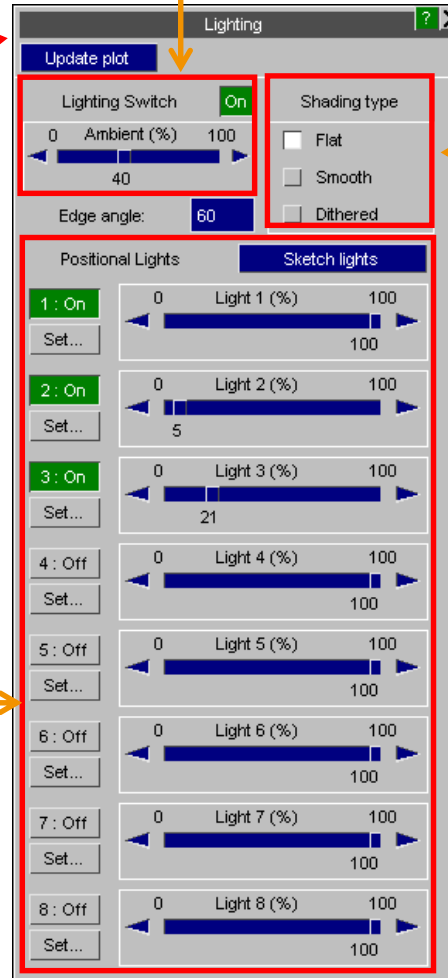 Lighting ? X
Update plot
Lighting Switch On
0 Ambient (%) 100
40
Shading type
Flat
Smooth
Dithered
Edge angle: 60
Positional Lights Sketch lights
1 : On 0 Light 1 (%) 100
Set... 100
2 : On 0 Light 2 (%) 100
Set... 5
3 : On 0 Light 3 (%) 100
Set... 21
4 : Off 0 Light 4 (%) 100
Set... 100
5 : Off 0 Light 5 (%) 100
Set... 100
6 : Off 0 Light 6 (%) 100
Set... 100
7 : Off 0 Light 7 (%) 100
Set... 100
8 : Off 0 Light 8 (%) 100
Set... 100